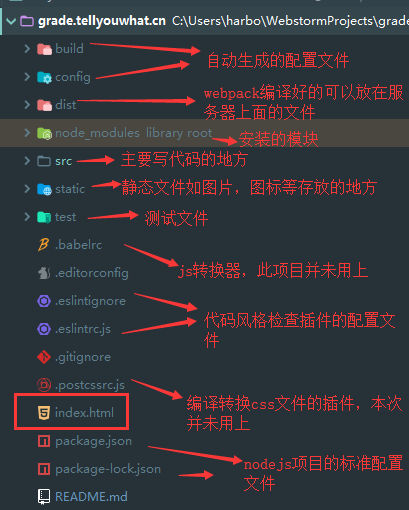 grade.tellyouwhat.cn C:\Users\harbo\WebstormProjects\grade
build
自动生成的配置文件
config
dist
webpack编译好的可以放在服
务器上面的文件
node_modules library root
安装的模块
src
主要写代码的地方
static
静态文件如图片，图标等存放的地方
test
测试文件
.babelrc
js转换器，此项目并未用上
.editorconfig
.eslintignore
代码风格检查插件的配置文
件
.eslintrc.js
.gitignore
.postcssrc.js
编译转换css文件的插件，本次
并未用上
index.html
package.json
nodejs项目的标准配置
文件
package-lock.json
README.md